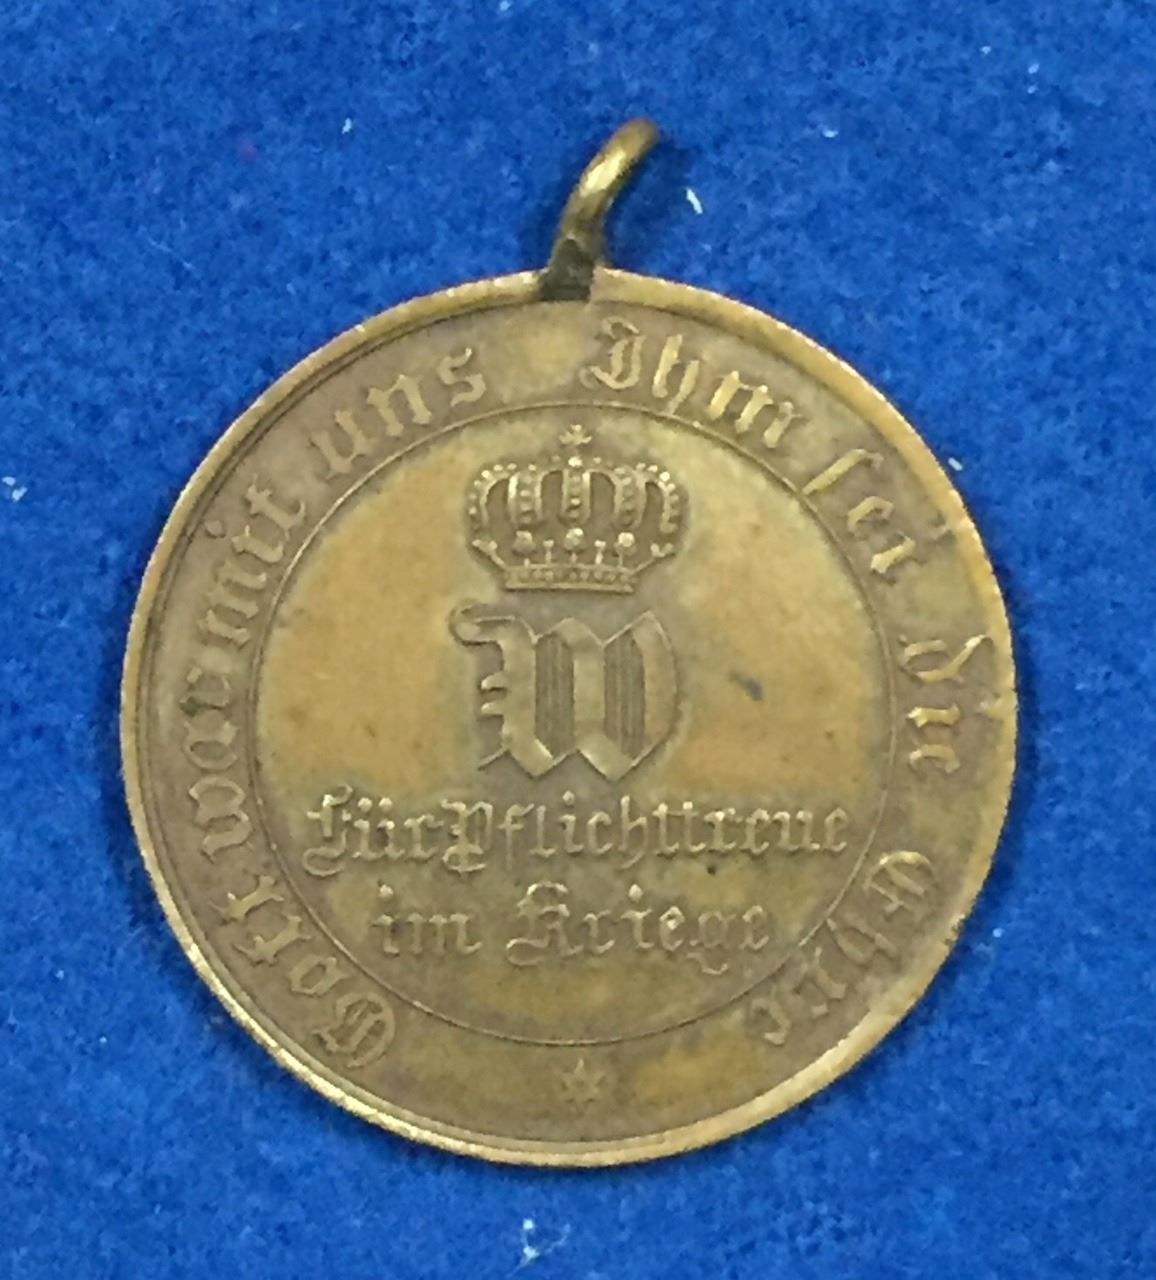 Gott war mit uns Ihm sei die Ehre
W
Für Pflichttreue
im Kriege